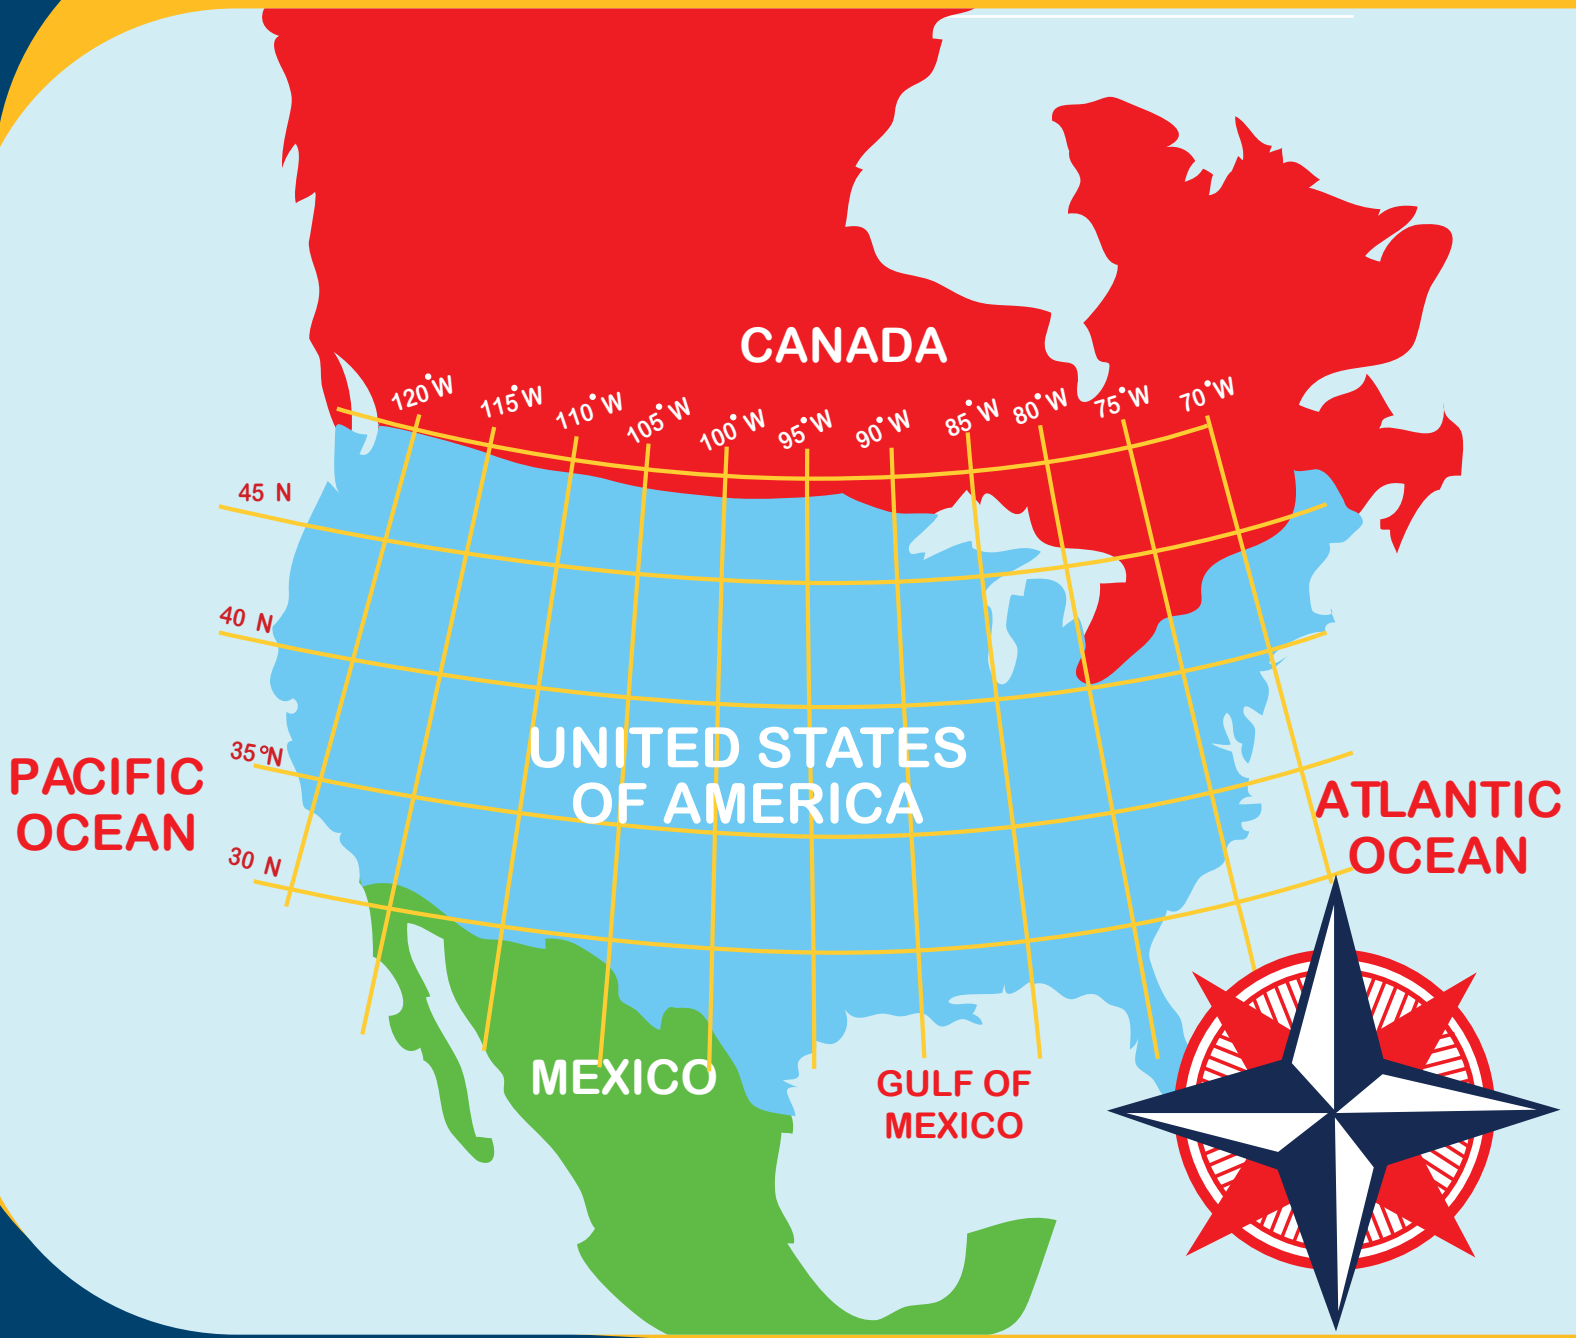 CANADA
120°W
115°W
110°W
105°W
100°W
95°W
90°W
85°W
80°W
75°W
70°W
45 N
40 N
35°N
30 N
UNITED STATES
OF AMERICA
PACIFIC
OCEAN
ATLANTIC
OCEAN
MEXICO
GULF OF
MEXICO